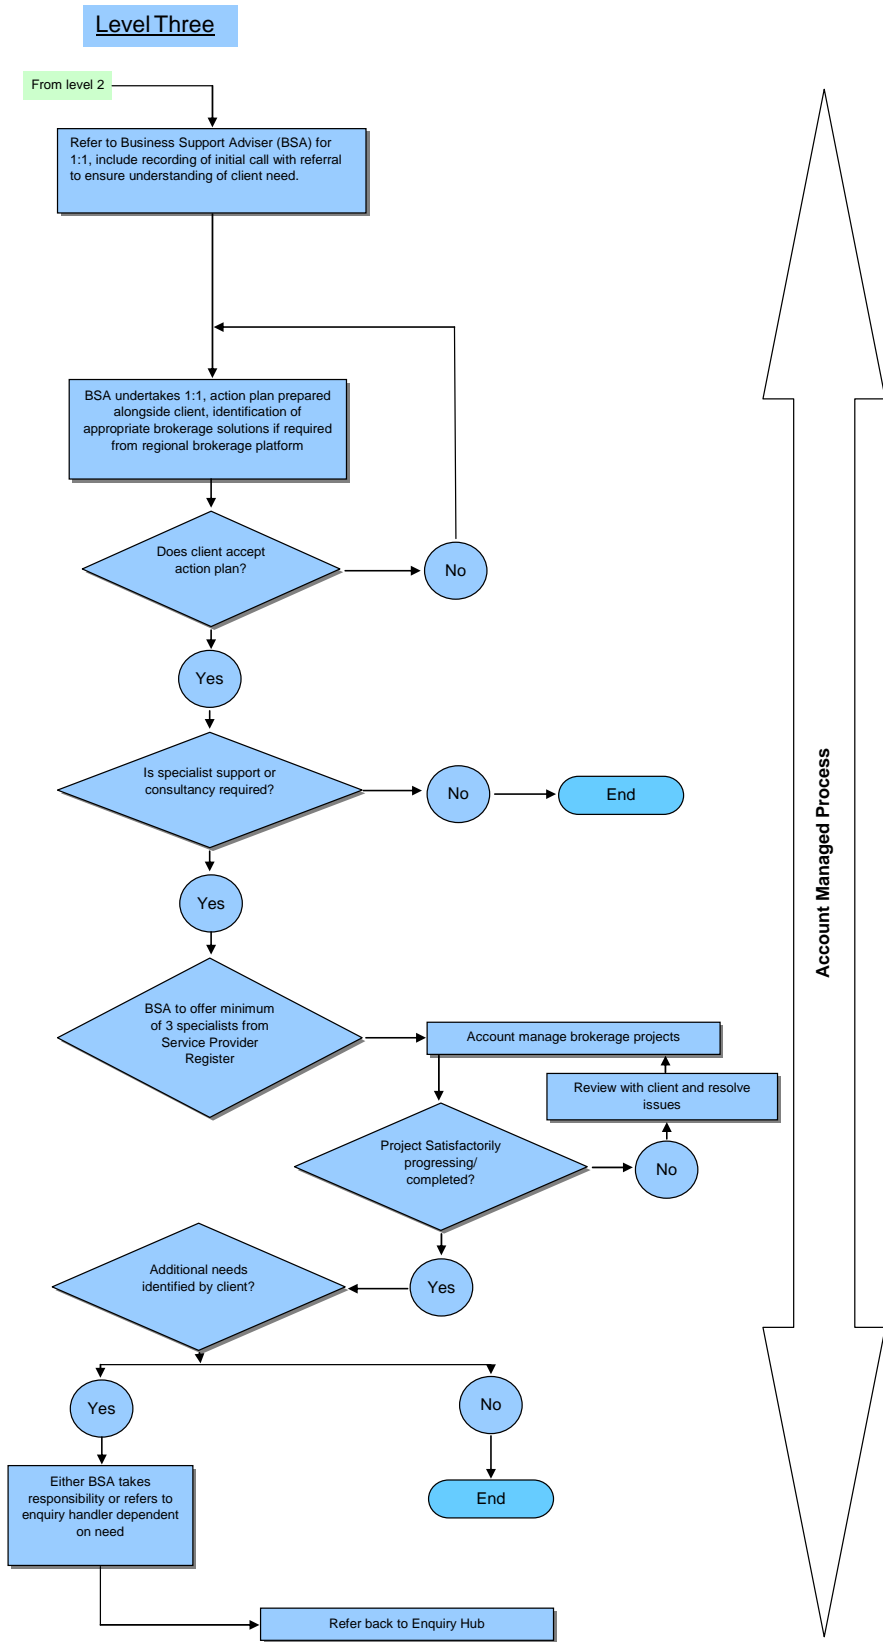 Level Three
From level 2
Refer to Business Support Adviser (BSA) for
1:1, include recording of initial call with referral
to ensure understanding of client need.
BSA undertakes 1:1, action plan prepared
alongside client, identification of
appropriate brokerage solutions if required
from regional brokerage platform
Does client accept
action plan?
No
Yes
Is specialist support or
consultancy required?
No
End
Yes
Account Managed Process
BSA to offer minimum
of 3 specialists from
Service Provider
Register
Account manage brokerage projects
Review with client and resolve
issues
Project Satisfactorily
progressing/
completed?
No
Yes
Additional needs
identified by client?
Yes
No
Either BSA takes
responsibility or refers to
enquiry handler dependent
on need
End
Refer back to Enquiry Hub